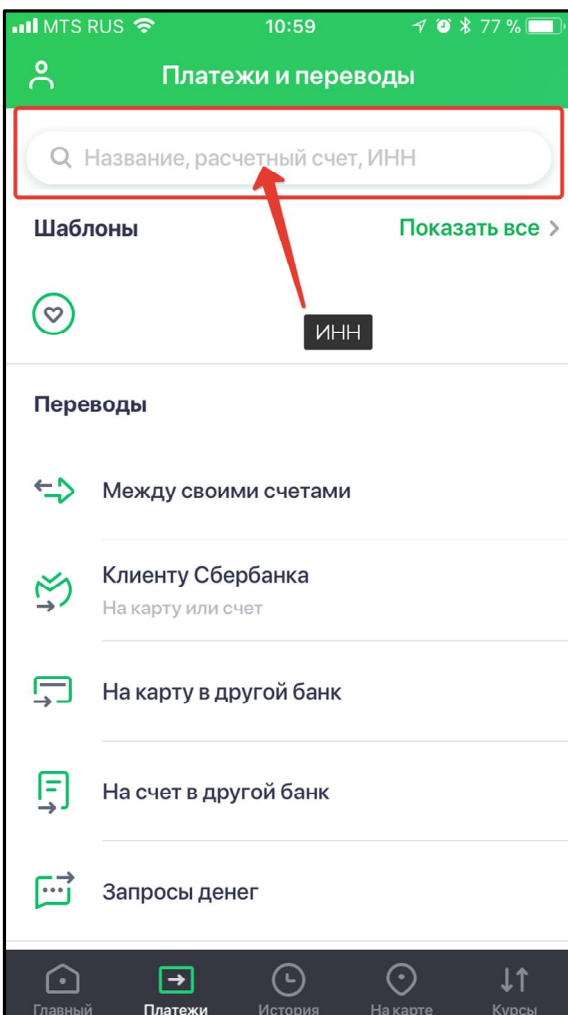 MTS RUS 10:59 77 %
Платежи и переводы
Название, расчетный счет, ИНН
Шаблоны Показать все
ИНН
Переводы
Между своими счетами
Клиенту Сбербанка
На карту или счет
На карту в другой банк
На счет в другой банк
Запросы денег
Главный Платежи История На карте Курсы